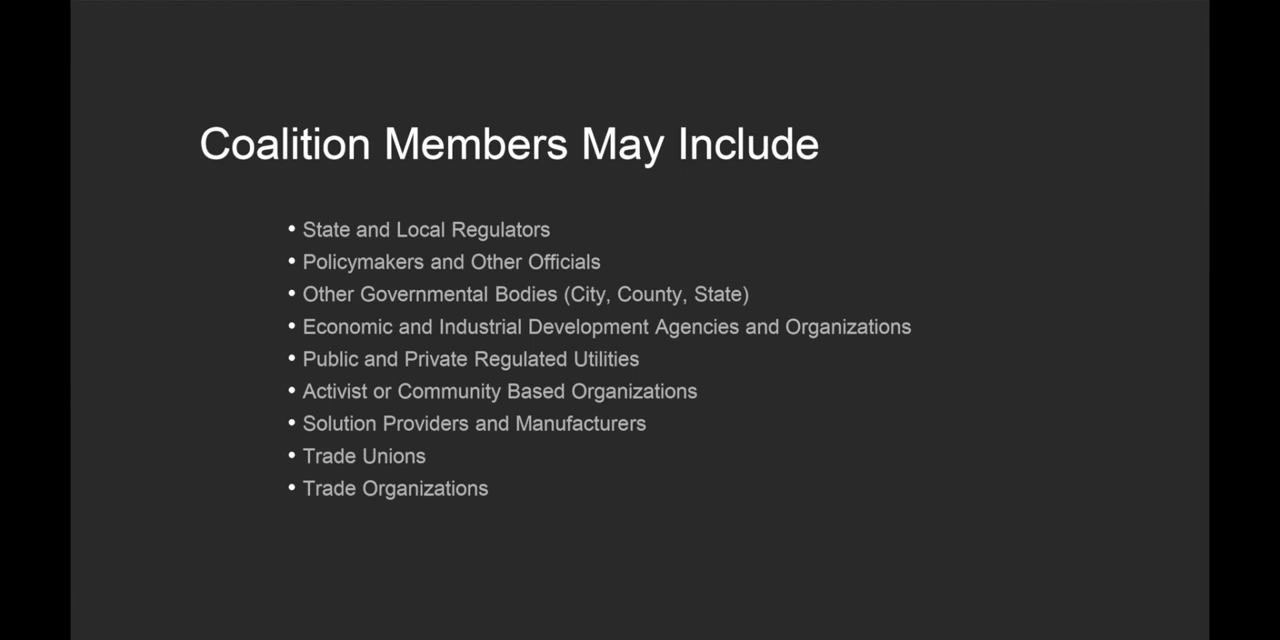 Coalition Members May Include
• State and Local Regulators
• Policymakers and Other Officials
• Other Governmental Bodies (City, County, State)
• Economic and Industrial Development Agencies and Organizations
• Public and Private Regulated Utilities
• Activist or Community Based Organizations
• Solution Providers and Manufacturers
• Trade Unions
• Trade Organizations